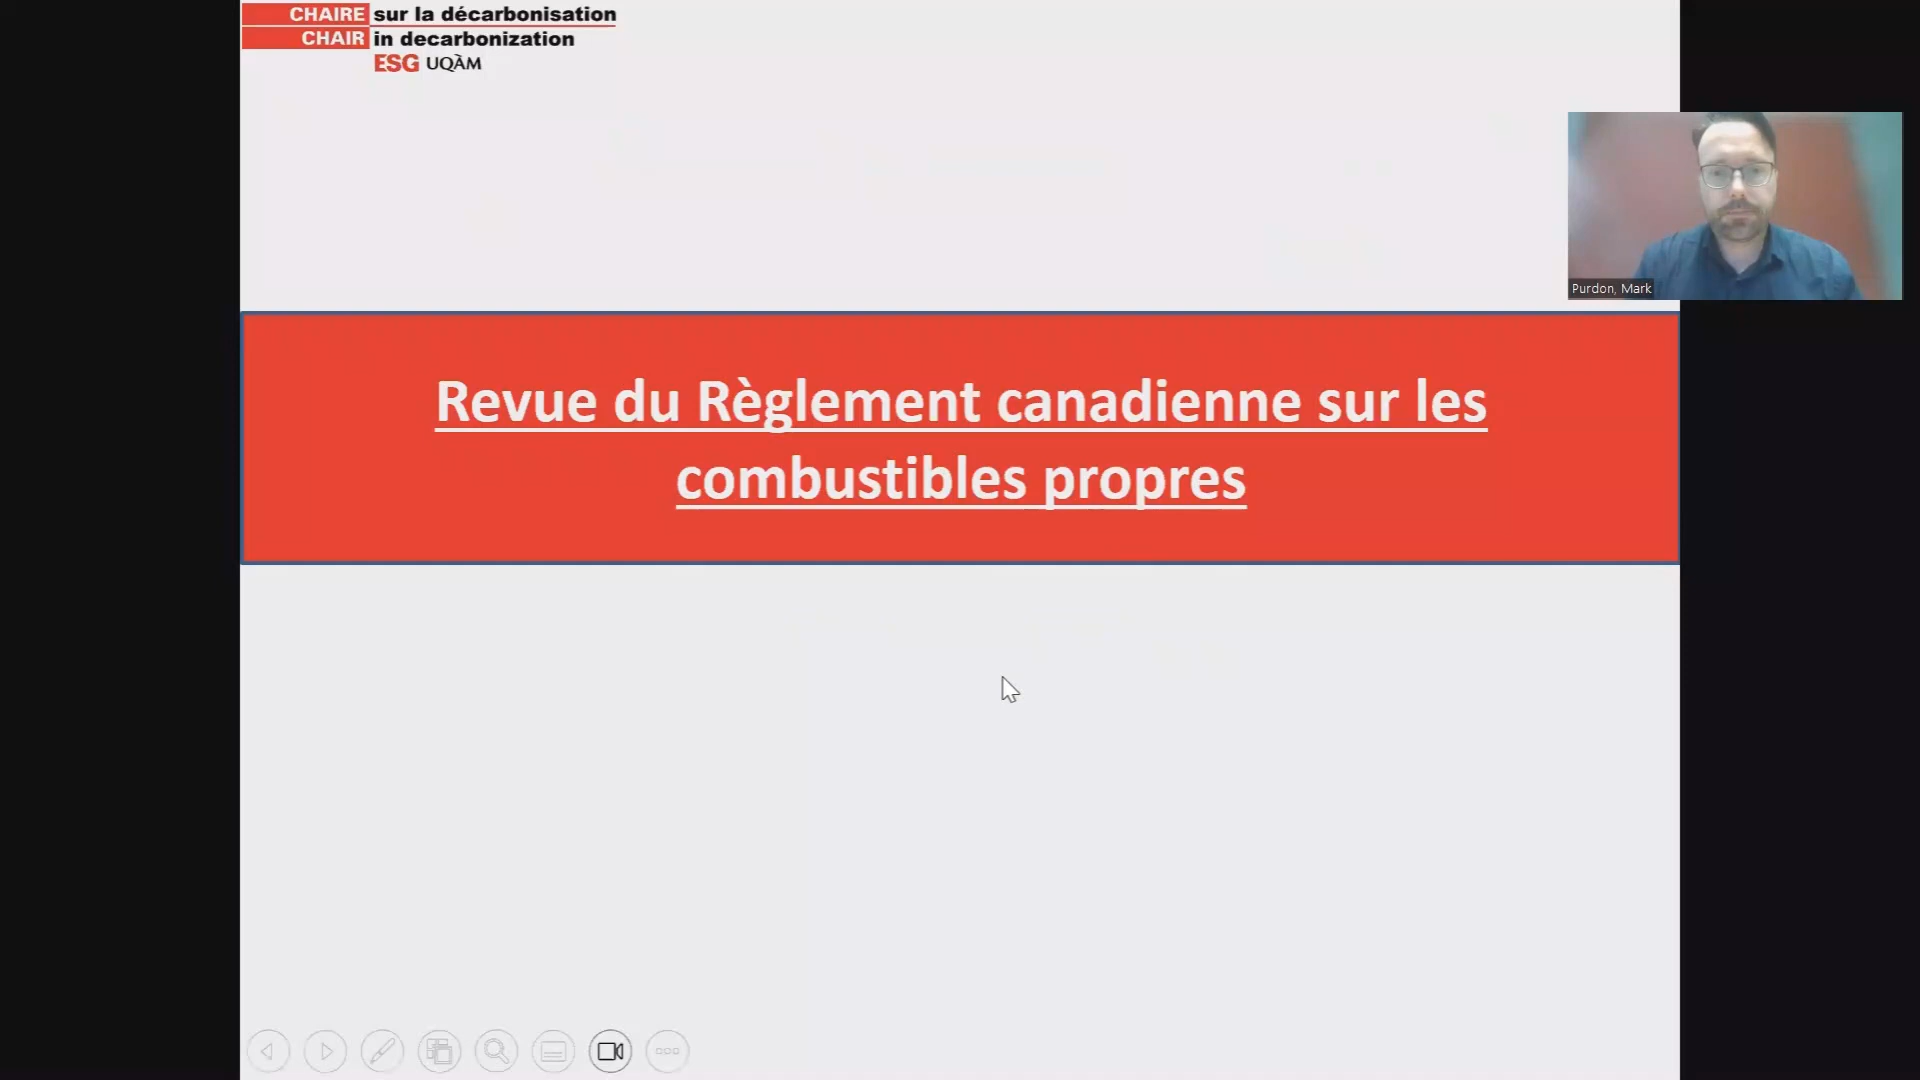 CHAIRE sur la décarbonisation
CHAIR in decarbonization
ESG UQÀM
Purdon, Mark
Revue du Règlement canadienne sur les
combustibles propres